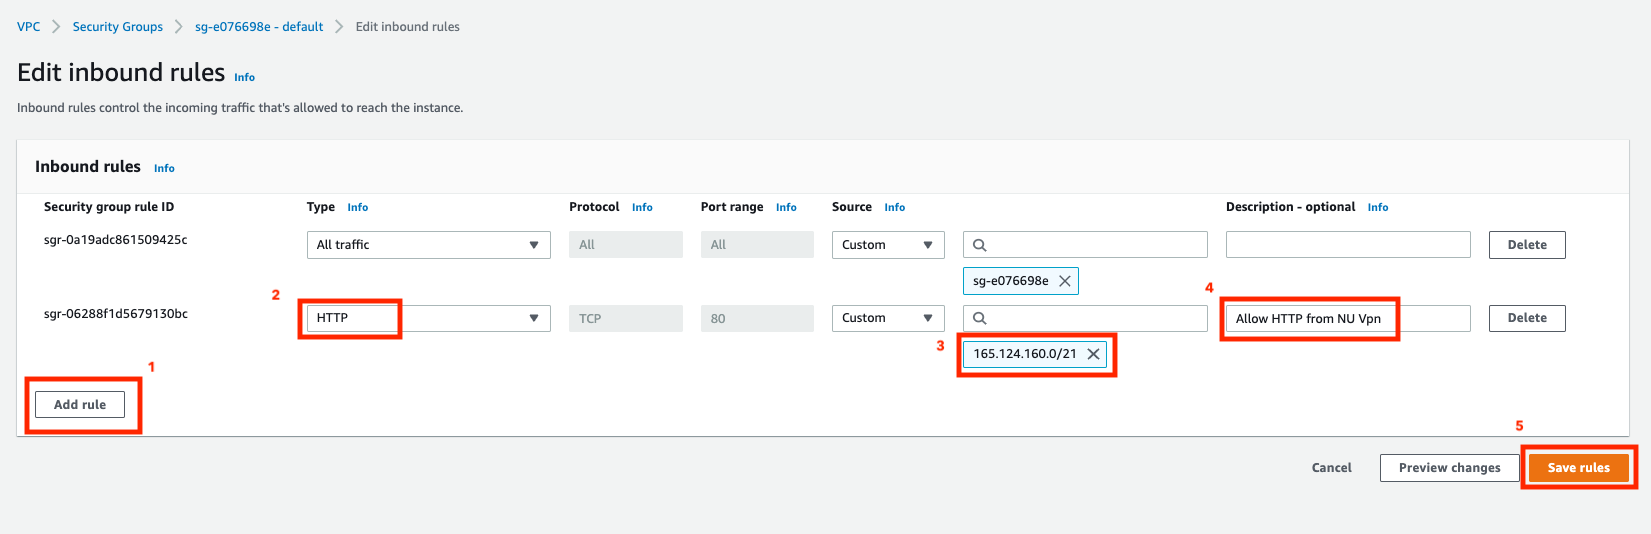 VPC > Security Groups > sg-e076698e - default > Edit inbound rules
Edit inbound rules Info
Inbound rules control the incoming traffic that's allowed to reach the instance.
Inbound rules Info
Security group rule ID Type Info Protocol Info Port range Info Source Info Description - optional Info
sgr-0a19adc861509425c All traffic All All Custom Delete
sg-e076698e
2 4
sgr-06288f1d5679130bc HTTP TCP 80 Custom Allow HTTP from NU Vpn Delete
3 165.124.160.0/21
1
Add rule
5
Cancel Preview changes Save rules